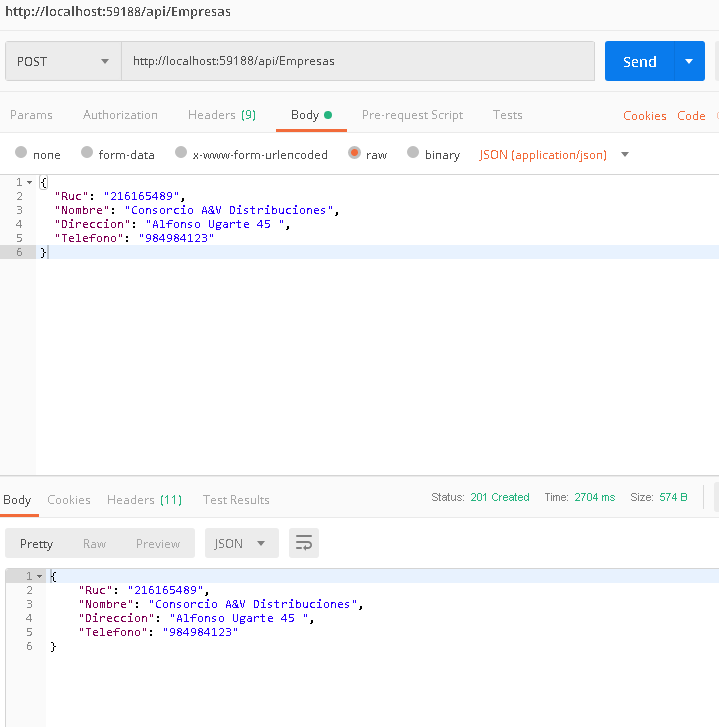 http://localhost:59188/api/Empresas
POST http://localhost:59188/api/Empresas Send
Params Authorization Headers (9) Body Pre-request Script Tests Cookies Code
none form-data x-www-form-urlencoded raw binary JSON (application/json)
1 {
2 "Ruc": "216165489",
3 "Nombre": "Consorcio A&V Distribuciones",
4 "Direccion": "Alfonso Ugarte 45 ",
5 "Telefono": "984984123"
6 }
Body Cookies Headers (11) Test Results Status: 201 Created Time: 2704 ms Size: 574 B
Pretty Raw Preview JSON
1 {
2 "Ruc": "216165489",
3 "Nombre": "Consorcio A&V Distribuciones",
4 "Direccion": "Alfonso Ugarte 45 ",
5 "Telefono": "984984123"
6 }